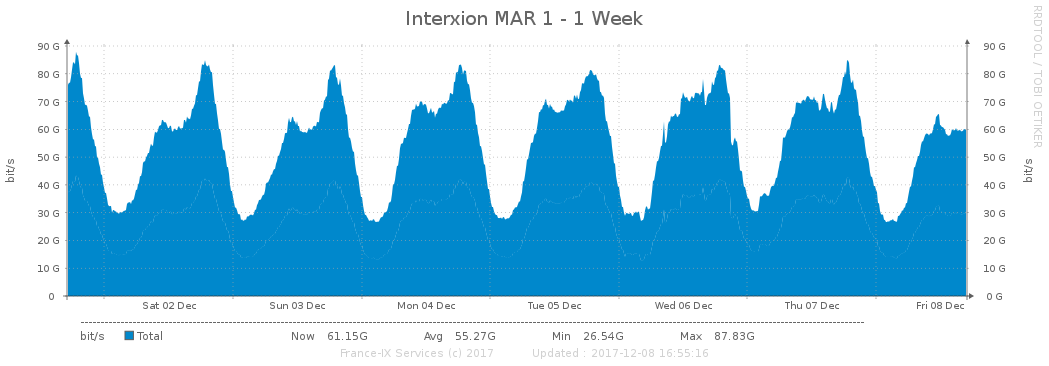 Interxion MAR 1 - 1 Week
RRDTOOL / TOBI OETIKER
bit/s
90 G
80 G
70 G
60 G
50 G
40 G
30 G
20 G
10 G
0
90 G
80 G
70 G
60 G
50 G
40 G
30 G
20 G
10 G
0 G
bit/s
Sat 02 Dec Sun 03 Dec Mon 04 Dec Tue 05 Dec Wed 06 Dec Thu 07 Dec Fri 08 Dec
bit/s Total Now 61.15G Avg 55.27G Min 26.54G Max 87.83G
France-IX Services (c) 2017 Updated : 2017-12-08 16:55:16